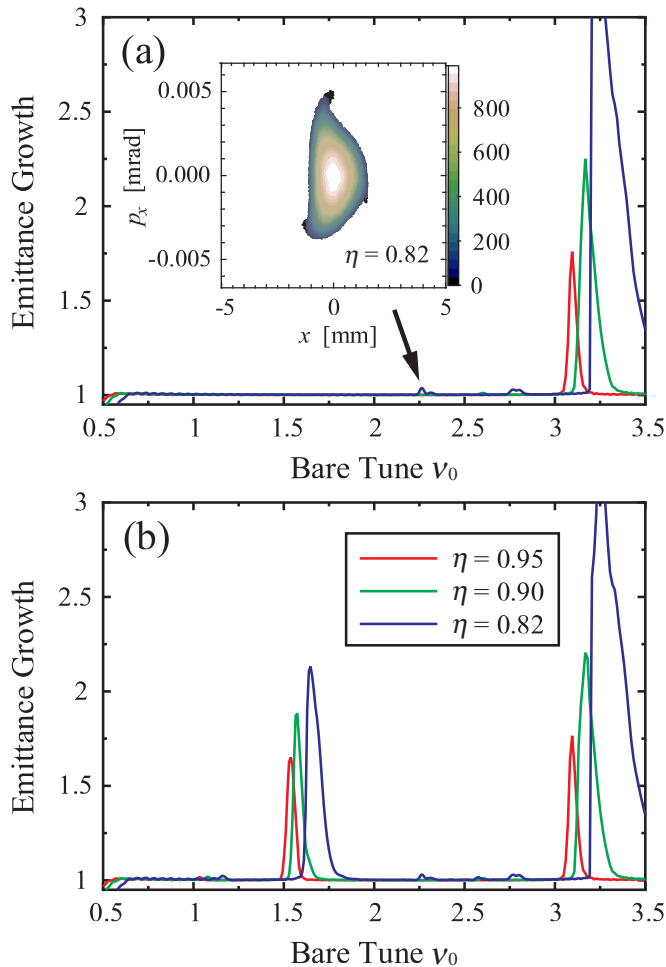 (a)
Emittance Growth
3
2.5
2
1.5
1
0.005
0.000
-0.005
pₓ [mrad]
η = 0.82
-5 0 5
x [mm]
800
600
400
200
0
0.5 1 1.5 2 2.5 3 3.5
Bare Tune ν₀
(b)
Emittance Growth
3
2.5
2
1.5
1
η = 0.95
η = 0.90
η = 0.82
0.5 1 1.5 2 2.5 3 3.5
Bare Tune ν₀